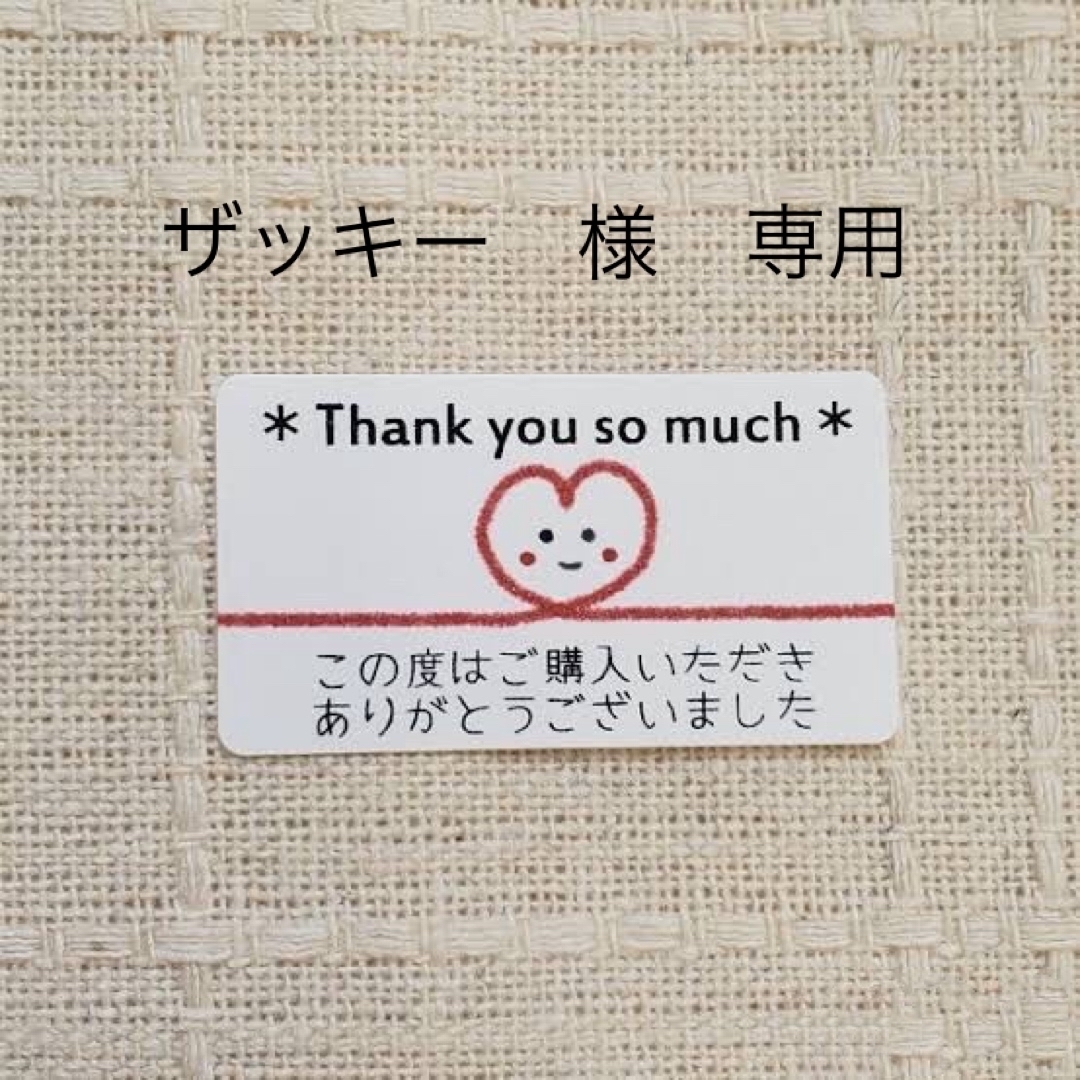 ザッキー　様　専用
＊Thank you so much＊
この度はご購入いただき
ありがとうございました